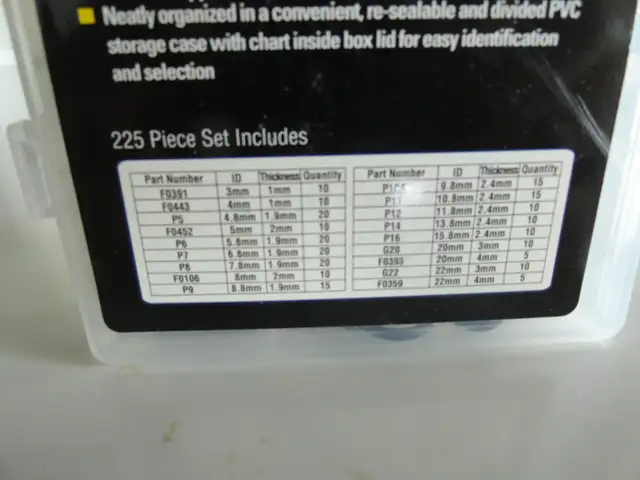 Neatly organized in a convenient, re-sealable and divided PVC
storage case with chart inside box lid for easy identification
and selection
225 Piece Set Includes
Part Number ID Thickness Quantity
F0391 3mm 1mm 10
F0443 4mm 1mm 10
P5 4.8mm 1.9mm 20
F0452 5mm 2mm 10
P6 5.8mm 1.9mm 20
P7 6.8mm 1.9mm 20
P8 7.8mm 1.9mm 20
F0106 8mm 2mm 10
P9 8.8mm 1.9mm 15
Part Number ID Thickness Quantity
9.8mm 2.4mm 15
P11 10.8mm 2.4mm 15
P12 11.8mm 2.4mm 10
P14 13.8mm 2.4mm 10
P16 15.8mm 2.4mm 10
G20 20mm 3mm 10
F0393 20mm 4mm 5
G22 22mm 3mm 10
F0359 22mm 4mm 5